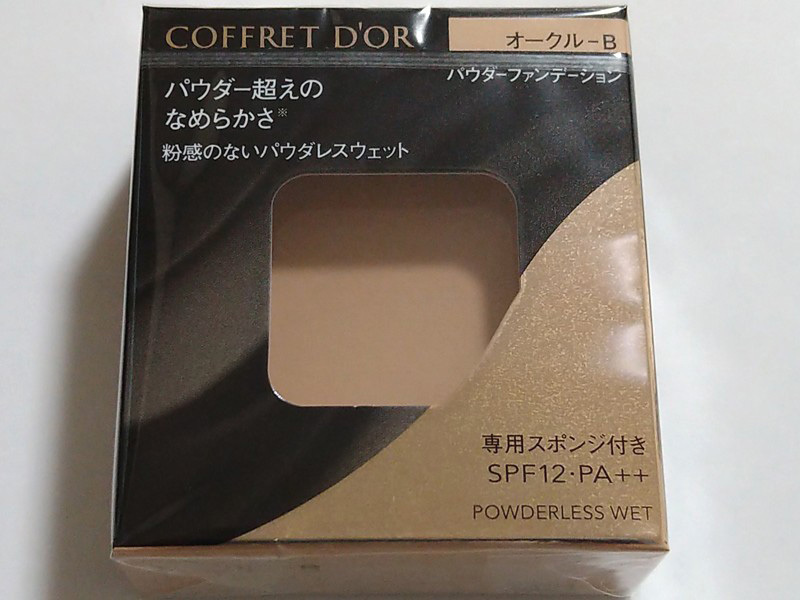 COFFRET D'OR
オークル-B
パウダーファンデーション
パウダー超えの
なめらかさ※
粉感のないパウダレスウェット
専用スポンジ付き
SPF12·PA++
POWDERLESS WET